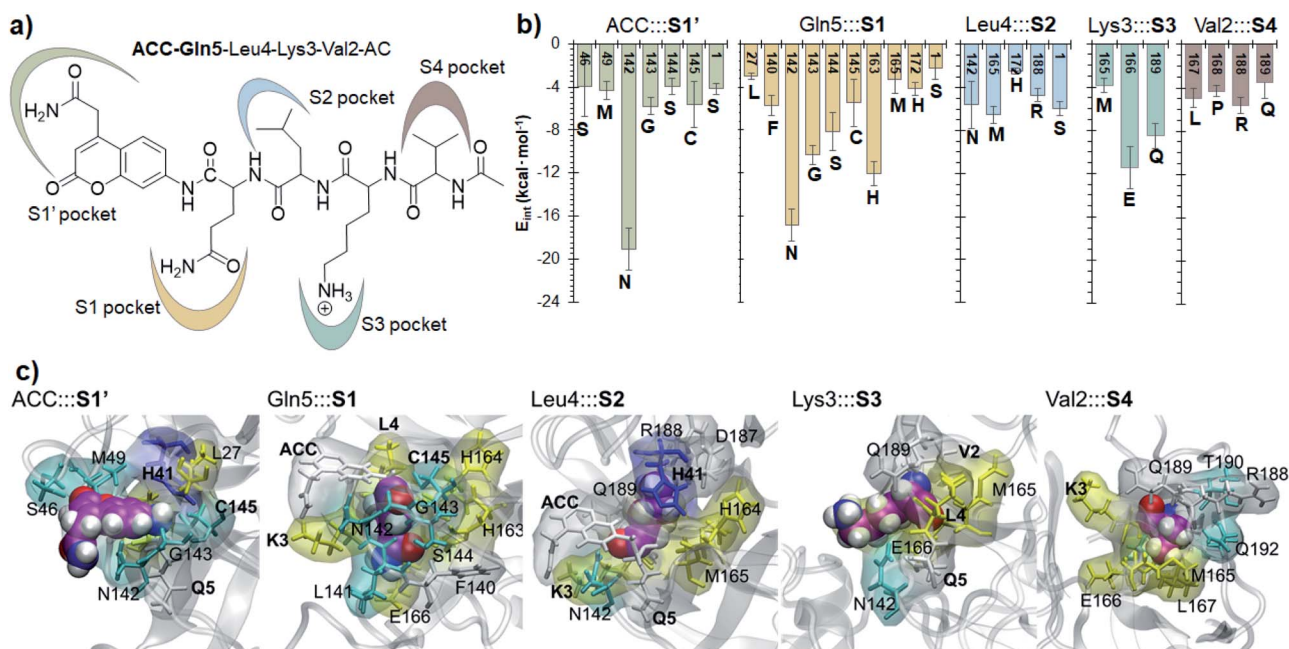 a)
ACC-Gln5-Leu4-Lys3-Val2-AC
S4 pocket
S2 pocket
O
H2N
O
O
S1' pocket
NH
O
H
N
O
N
H
O
H
N
O
N
H
O
H2N
O
NH3
+
S1 pocket
S3 pocket
b)
ACC:::S1'
Gln5:::S1
Leu4:::S2
Lys3:::S3
Val2:::S4
Eint (kcal·mol-1)
0
-4
-8
-12
-16
-20
-24
46 49 142 143 144 145 1
S M N G S C S
27 140 142 143 144 145 163 165 172 1
L F N G S C H M H S
142 165 172 188 1
N M H R S
165 166 189
M E Q
167 168 188 189
L P R Q
c)
ACC:::S1'
M49
L27
H41
S46
C145
G143
N142
Q5
Gln5:::S1
L4
ACC
C145
H164
G143
N142
H163
K3
S144
L141
F140
E166
Leu4:::S2
R188
D187
H41
Q189
ACC
H164
M165
K3
N142
Q5
Lys3:::S3
Q189
V2
M165
L4
E166
Q5
N142
Val2:::S4
Q189
T190
R188
K3
Q192
M165
E166
L167